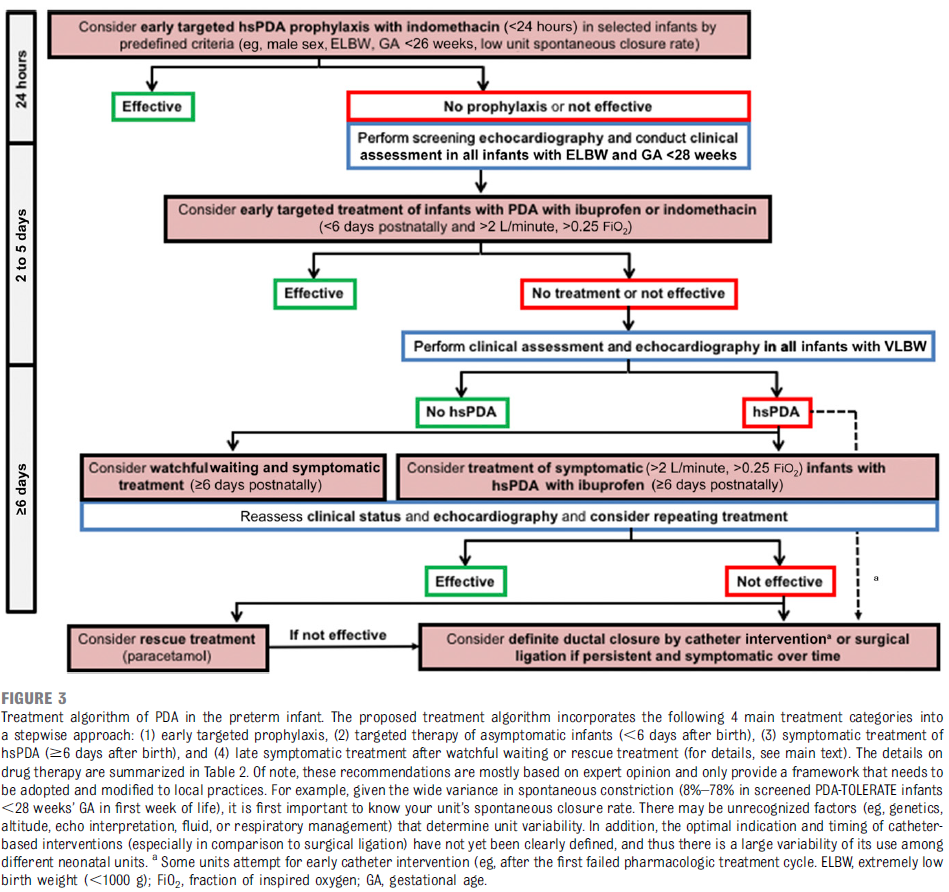 24 hours
Consider early targeted hsPDA prophylaxis with indomethacin (<24 hours) in selected infants by
predefined criteria (eg, male sex, ELBW, GA <26 weeks, low unit spontaneous closure rate)
Effective
No prophylaxis or not effective
Perform screening echocardiography and conduct clinical
assessment in all infants with ELBW and GA <28 weeks
2 to 5 days
Consider early targeted treatment of infants with PDA with ibuprofen or indomethacin
(<6 days postnatally and >2 L/minute, >0.25 FiO2)
Effective
No treatment or not effective
Perform clinical assessment and echocardiography in all infants with VLBW
≥6 days
No hsPDA
hsPDA
Consider watchful waiting and symptomatic
treatment (≥6 days postnatally)
Consider treatment of symptomatic (>2 L/minute, >0.25 FiO2) infants with
hsPDA with ibuprofen (≥6 days postnatally)
Reassess clinical status and echocardiography and consider repeating treatment
Effective
Not effective
a
Consider rescue treatment
(paracetamol)
If not effective
Consider definite ductal closure by catheter interventionª or surgical
ligation if persistent and symptomatic over time
FIGURE 3
Treatment algorithm of PDA in the preterm infant. The proposed treatment algorithm incorporates the following 4 main treatment categories into
a stepwise approach: (1) early targeted prophylaxis, (2) targeted therapy of asymptomatic infants (<6 days after birth), (3) symptomatic treatment of
hsPDA (≥6 days after birth), and (4) late symptomatic treatment after watchful waiting or rescue treatment (for details, see main text). The details on
drug therapy are summarized in Table 2. Of note, these recommendations are mostly based on expert opinion and only provide a framework that needs to
be adopted and modified to local practices. For example, given the wide variance in spontaneous constriction (8%–78% in screened PDA-TOLERATE infants
<28 weeks' GA in first week of life), it is first important to know your unit's spontaneous closure rate. There may be unrecognized factors (eg, genetics,
altitude, echo interpretation, fluid, or respiratory management) that determine unit variability. In addition, the optimal indication and timing of catheter-
based interventions (especially in comparison to surgical ligation) have not yet been clearly defined, and thus there is a large variability of its use among
different neonatal units. ª Some units attempt for early catheter intervention (eg, after the first failed pharmacologic treatment cycle. ELBW, extremely low
birth weight (<1000 g); FiO2, fraction of inspired oxygen; GA, gestational age.